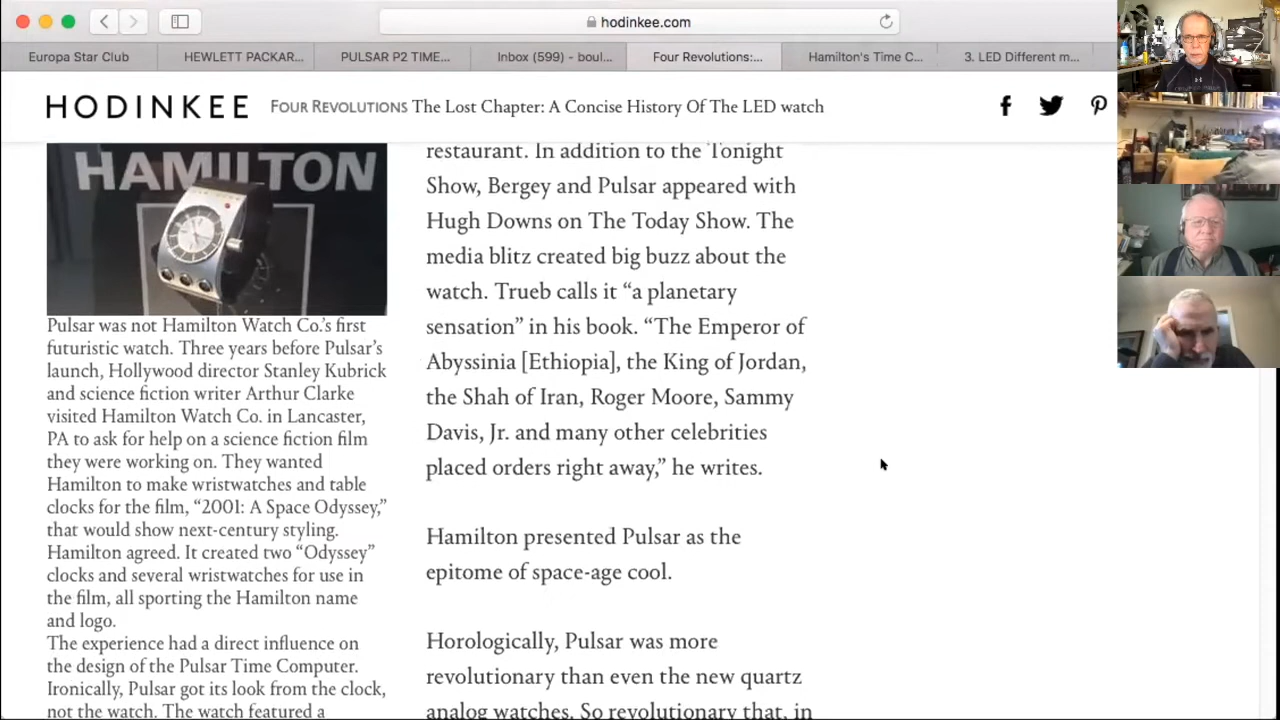 hodinkee.com
Europa Star Club
HEWLETT PACKAR...
PULSAR P2 TIME...
Inbox (599) - boul...
Four Revolutions:...
Hamilton's Time C...
3. LED Different m...
HODINKEE
FOUR REVOLUTIONS The Lost Chapter: A Concise History Of The LED watch
HAMILTON
Pulsar was not Hamilton Watch Co.'s first
futuristic watch. Three years before Pulsar's
launch, Hollywood director Stanley Kubrick
and science fiction writer Arthur Clarke
visited Hamilton Watch Co. in Lancaster,
PA to ask for help on a science fiction film
they were working on. They wanted
Hamilton to make wristwatches and table
clocks for the film, “2001: A Space Odyssey,”
that would show next-century styling.
Hamilton agreed. It created two “Odyssey”
clocks and several wristwatches for use in
the film, all sporting the Hamilton name
and logo.
The experience had a direct influence on
the design of the Pulsar Time Computer.
Ironically, Pulsar got its look from the clock,
not the watch. The watch featured a
restaurant. In addition to the Tonight
Show, Bergey and Pulsar appeared with
Hugh Downs on The Today Show. The
media blitz created big buzz about the
watch. Trueb calls it “a planetary
sensation” in his book. “The Emperor of
Abyssinia [Ethiopia], the King of Jordan,
the Shah of Iran, Roger Moore, Sammy
Davis, Jr. and many other celebrities
placed orders right away,” he writes.
Hamilton presented Pulsar as the
epitome of space-age cool.
Horologically, Pulsar was more
revolutionary than even the new quartz
analog watches. So revolutionary that, in